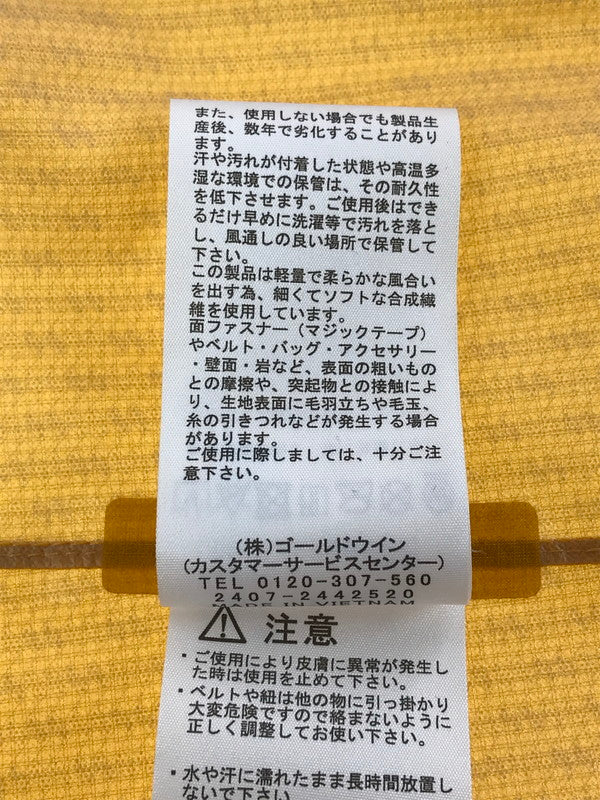 また、使用しない場合でも製品生
産後、数年で劣化することがあり
ます。
汗や汚れが付着した状態や高温多
湿な環境での保管は、その耐久性
を低下させます。ご使用後はでき
るだけ早めに洗濯等で汚れを落と
し、風通しの良い場所で保管して
下さい。
この製品は軽量で柔らかな風合い
を出す為、細くてソフトな合成繊
維を使用しています。
面ファスナー（マジックテープ）
やベルト・バッグ・アクセサリー
・壁面・岩など、表面の粗いもの
との摩擦や、突起物との接触によ
り、生地表面に毛羽立ちや毛玉、
糸の引きつれなどが発生する場合
があります。
ご使用に際しましては、十分ご注
意下さい。
(株)ゴールドウイン
(カスタマーサービスセンター)
TEL 0120-307-560
2407-2442520
MADE IN VIETNAM
注意
・ご使用により皮膚に異常が発生し
た時は使用を止めて下さい。
・ベルトや紐は他の物に引っ掛かり
大変危険ですので絡まないように
正しく調整してお使い下さい。
・水や汗に濡れたまま長時間放置し
ないで下さい